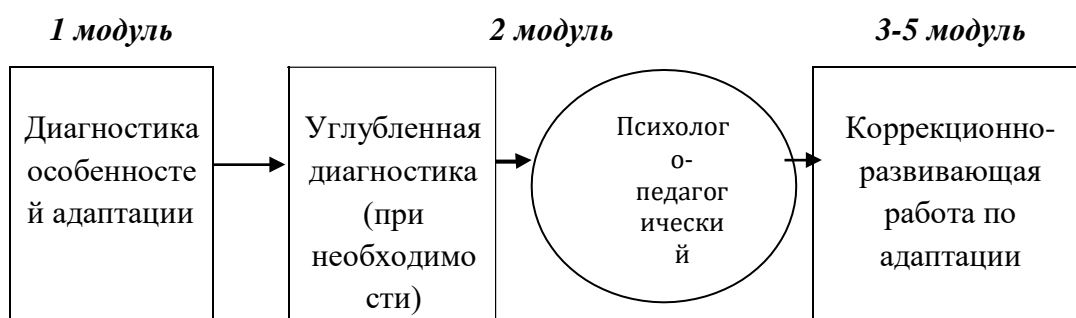 1 модуль
2 модуль
3-5 модуль
Диагностика
особенносте
й адаптации
Углубленная
диагностика
(при
необходимо
сти)
Психолог
о-
педагог
ически
й
Коррекционно-
развивающая
работа по
адаптации